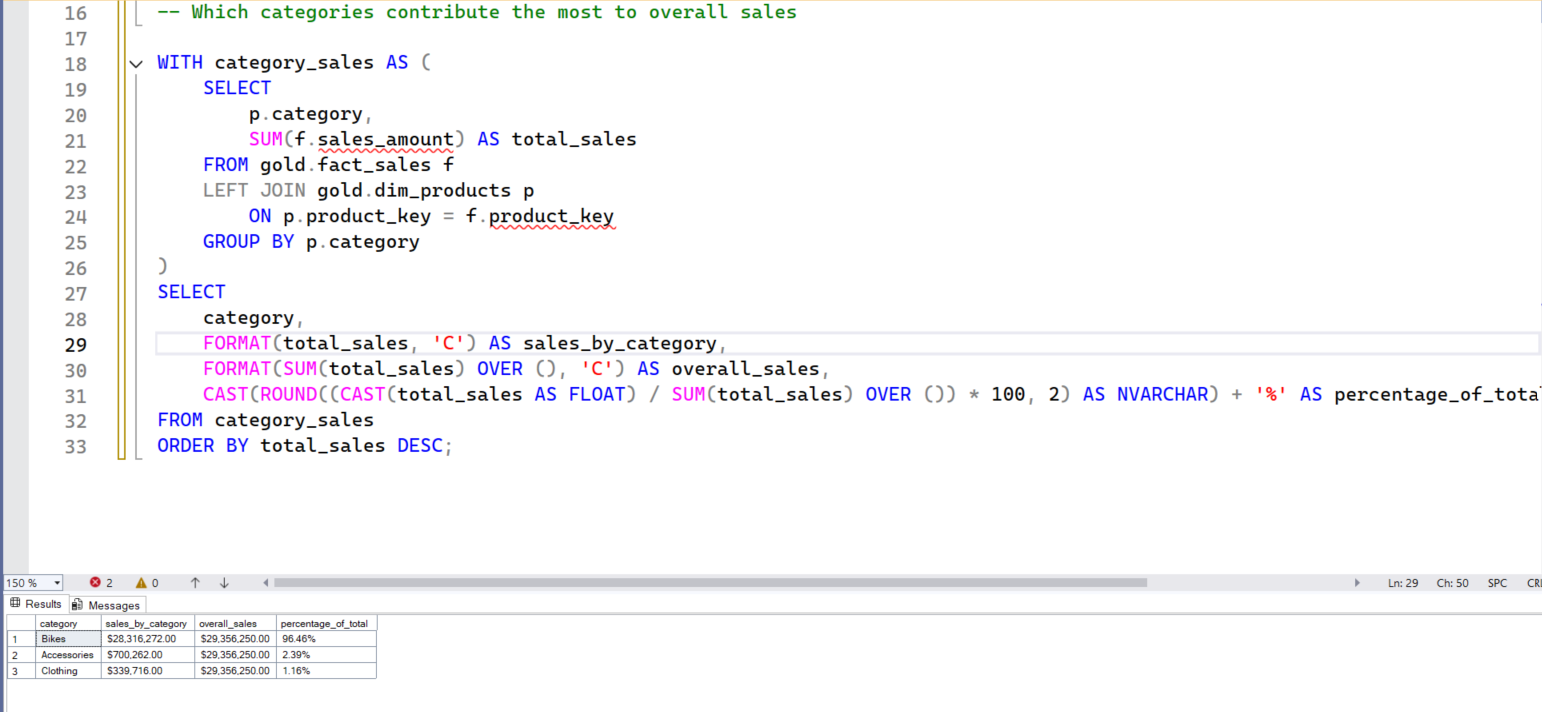 16 -- Which categories contribute the most to overall sales
17
18 WITH category_sales AS (
19 SELECT
20 p.category,
21 SUM(f.sales_amount) AS total_sales
22 FROM gold.fact_sales f
23 LEFT JOIN gold.dim_products p
24 ON p.product_key = f.product_key
25 GROUP BY p.category
26 )
27 SELECT
28 category,
29 FORMAT(total_sales, 'C') AS sales_by_category,
30 FORMAT(SUM(total_sales) OVER (), 'C') AS overall_sales,
31 CAST(ROUND((CAST(total_sales AS FLOAT) / SUM(total_sales) OVER ()) * 100, 2) AS NVARCHAR) + '%' AS percentage_of_tota
32 FROM category_sales
33 ORDER BY total_sales DESC;
150 % 2 0 Ln: 29 Ch: 50 SPC CR
Results Messages
category sales_by_category overall_sales percentage_of_total
1 Bikes $28,316,272.00 $29,356,250.00 96.46%
2 Accessories $700,262.00 $29,356,250.00 2.39%
3 Clothing $339,716.00 $29,356,250.00 1.16%